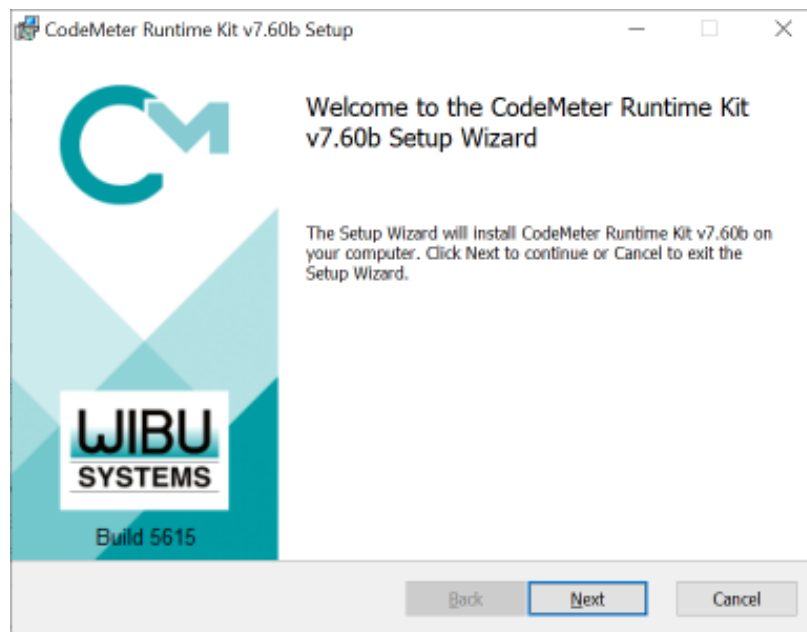 CodeMeter Runtime Kit v7.60b Setup
Welcome to the CodeMeter Runtime Kit
v7.60b Setup Wizard
The Setup Wizard will install CodeMeter Runtime Kit v7.60b on
your computer. Click Next to continue or Cancel to exit the
Setup Wizard.
WIBU
SYSTEMS
Build 5615
Back Next Cancel